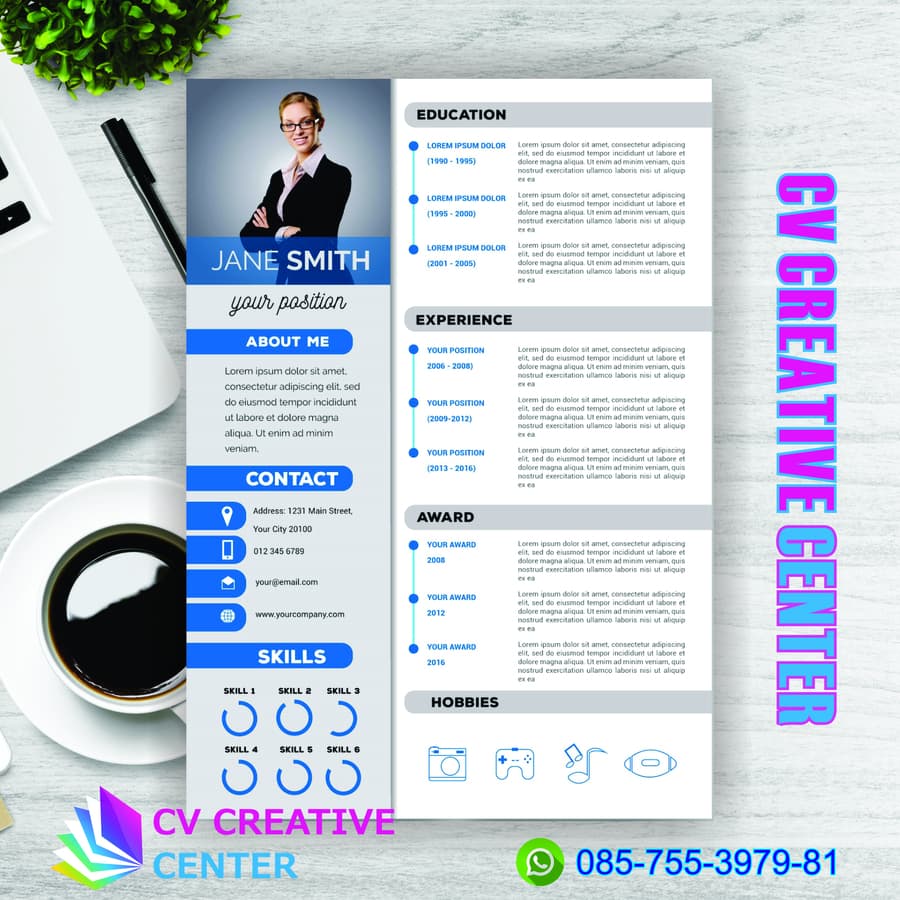 JANE SMITH
your position
ABOUT ME
Lorem ipsum dolor sit amet,
consectetur adipiscing elit, sed
do eiusmod tempor incididunt
ut labore et dolore magna
aliqua. Ut enim ad minim
veniam,
CONTACT
Address: 1231 Main Street,
Your City 20100
012 345 6789
your@email.com
www.yourcompany.com
SKILLS
SKILL 1 SKILL 2 SKILL 3
SKILL 4 SKILL 5 SKILL 6
EDUCATION
LOREM IPSUM DOLOR
(1990 - 1995)
Lorem ipsum dolor sit amet, consectetur adipiscing
elit, sed do eiusmod tempor incididunt ut labore et
dolore magna aliqua. Ut enim ad minim veniam, quis
nostrud exercitation ullamco laboris nisi ut aliquip
ex ea
LOREM IPSUM DOLOR
(1995 - 2000)
Lorem ipsum dolor sit amet, consectetur adipiscing
elit, sed do eiusmod tempor incididunt ut labore et
dolore magna aliqua. Ut enim ad minim veniam, quis
nostrud exercitation ullamco laboris nisi ut aliquip
ex ea
LOREM IPSUM DOLOR
(2001 - 2005)
Lorem ipsum dolor sit amet, consectetur adipiscing
elit, sed do eiusmod tempor incididunt ut labore et
dolore magna aliqua. Ut enim ad minim veniam, quis
nostrud exercitation ullamco laboris nisi ut aliquip
ex ea
EXPERIENCE
YOUR POSITION
2006 - 2008)
Lorem ipsum dolor sit amet, consectetur adipiscing
elit, sed do eiusmod tempor incididunt ut labore et
dolore magna aliqua. Ut enim ad minim veniam, quis
nostrud exercitation ullamco laboris nisi ut aliquip
ex ea
YOUR POSITION
(2009-2012)
Lorem ipsum dolor sit amet, consectetur adipiscing
elit, sed do eiusmod tempor incididunt ut labore et
dolore magna aliqua. Ut enim ad minim veniam, quis
nostrud exercitation ullamco laboris nisi ut aliquip
ex ea
YOUR POSITION
(2013 - 2016)
Lorem ipsum dolor sit amet, consectetur adipiscing
elit, sed do eiusmod tempor incididunt ut labore et
dolore magna aliqua. Ut enim ad minim veniam, quis
nostrud exercitation ullamco laboris nisi ut aliquip
ex ea
AWARD
YOUR AWARD
2008
Lorem ipsum dolor sit amet, consectetur adipiscing
elit, sed do eiusmod tempor incididunt ut labore et
dolore magna aliqua. Ut enim ad minim veniam, quis
nostrud exercitation ullamco laboris nisi ut aliquip
ex ea
YOUR AWARD
2012
Lorem ipsum dolor sit amet, consectetur adipiscing
elit, sed do eiusmod tempor incididunt ut labore et
dolore magna aliqua. Ut enim ad minim veniam, quis
nostrud exercitation ullamco laboris nisi ut aliquip
ex ea
YOUR AWARD
2016
Lorem ipsum dolor sit amet, consectetur adipiscing
elit, sed do eiusmod tempor incididunt ut labore et
dolore magna aliqua. Ut enim ad minim veniam, quis
nostrud exercitation ullamco laboris nisi ut aliquip
ex ea
HOBBIES
CV CREATIVE CENTER
CV CREATIVE
CENTER
085-755-3979-81